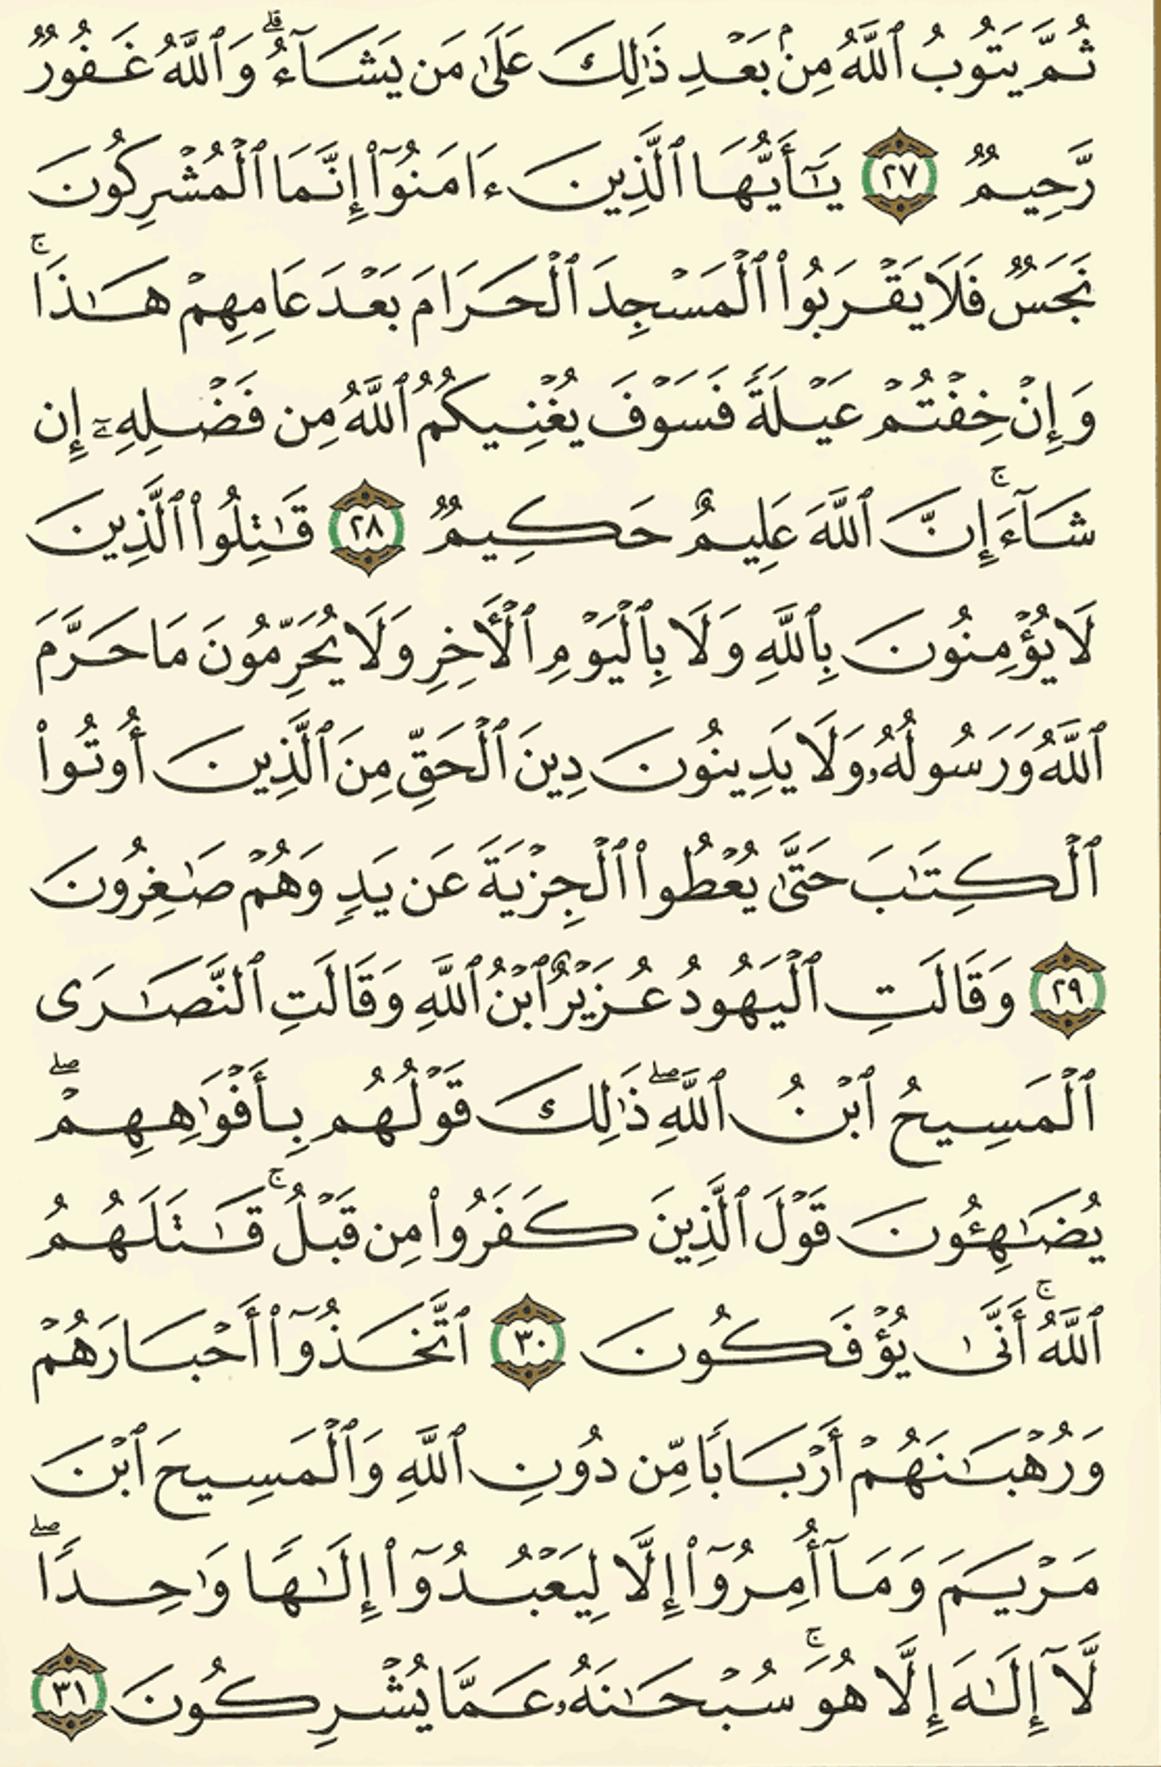 ثُمَّ يَتُوبُ ٱللَّهُ مِنۢ بَعۡدِ ذَٰلِكَ عَلَىٰ مَن يَشَآءُۗ وَٱللَّهُ غَفُورٞ
رَّحِيمٞ ٢٧ يَٰٓأَيُّهَا ٱلَّذِينَ ءَامَنُوٓاْ إِنَّمَا ٱلۡمُشۡرِكُونَ
نَجَسٞ فَلَا يَقۡرَبُواْ ٱلۡمَسۡجِدَ ٱلۡحَرَامَ بَعۡدَ عَامِهِمۡ هَٰذَاۚ
وَإِنۡ خِفۡتُمۡ عَيۡلَةٗ فَسَوۡفَ يُغۡنِيكُمُ ٱللَّهُ مِن فَضۡلِهِۦٓ إِن
شَآءَۚ إِنَّ ٱللَّهَ عَلِيمٌ حَكِيمٞ ٢٨ قَٰتِلُواْ ٱلَّذِينَ
لَا يُؤۡمِنُونَ بِٱللَّهِ وَلَا بِٱلۡيَوۡمِ ٱلۡأٓخِرِ وَلَا يُحَرِّمُونَ مَا حَرَّمَ
ٱللَّهُ وَرَسُولُهُۥ وَلَا يَدِينُونَ دِينَ ٱلۡحَقِّ مِنَ ٱلَّذِينَ أُوتُواْ
ٱلۡكِتَٰبَ حَتَّىٰ يُعۡطُواْ ٱلۡجِزۡيَةَ عَن يَدٖ وَهُمۡ صَٰغِرُونَ
٢٩ وَقَالَتِ ٱلۡيَهُودُ عُزَيۡرٌ ٱبۡنُ ٱللَّهِ وَقَالَتِ ٱلنَّصَٰرَى
ٱلۡمَسِيحُ ٱبۡنُ ٱللَّهِۖ ذَٰلِكَ قَوۡلُهُم بِأَفۡوَٰهِهِمۡۖ
يُضَٰهِـُٔونَ قَوۡلَ ٱلَّذِينَ كَفَرُواْ مِن قَبۡلُۚ قَٰتَلَهُمُ
ٱللَّهُۚ أَنَّىٰ يُؤۡفَكُونَ ٣٠ ٱتَّخَذُوٓاْ أَحۡبَارَهُمۡ
وَرُهۡبَٰنَهُمۡ أَرۡبَابٗا مِّن دُونِ ٱللَّهِ وَٱلۡمَسِيحَ ٱبۡنَ
مَرۡيَمَ وَمَآ أُمِرُوٓاْ إِلَّا لِيَعۡبُدُوٓاْ إِلَٰهٗا وَٰحِدٗاۖ
لَّآ إِلَٰهَ إِلَّا هُوَۚ سُبۡحَٰنَهُۥ عَمَّا يُشۡرِكُونَ ٣١